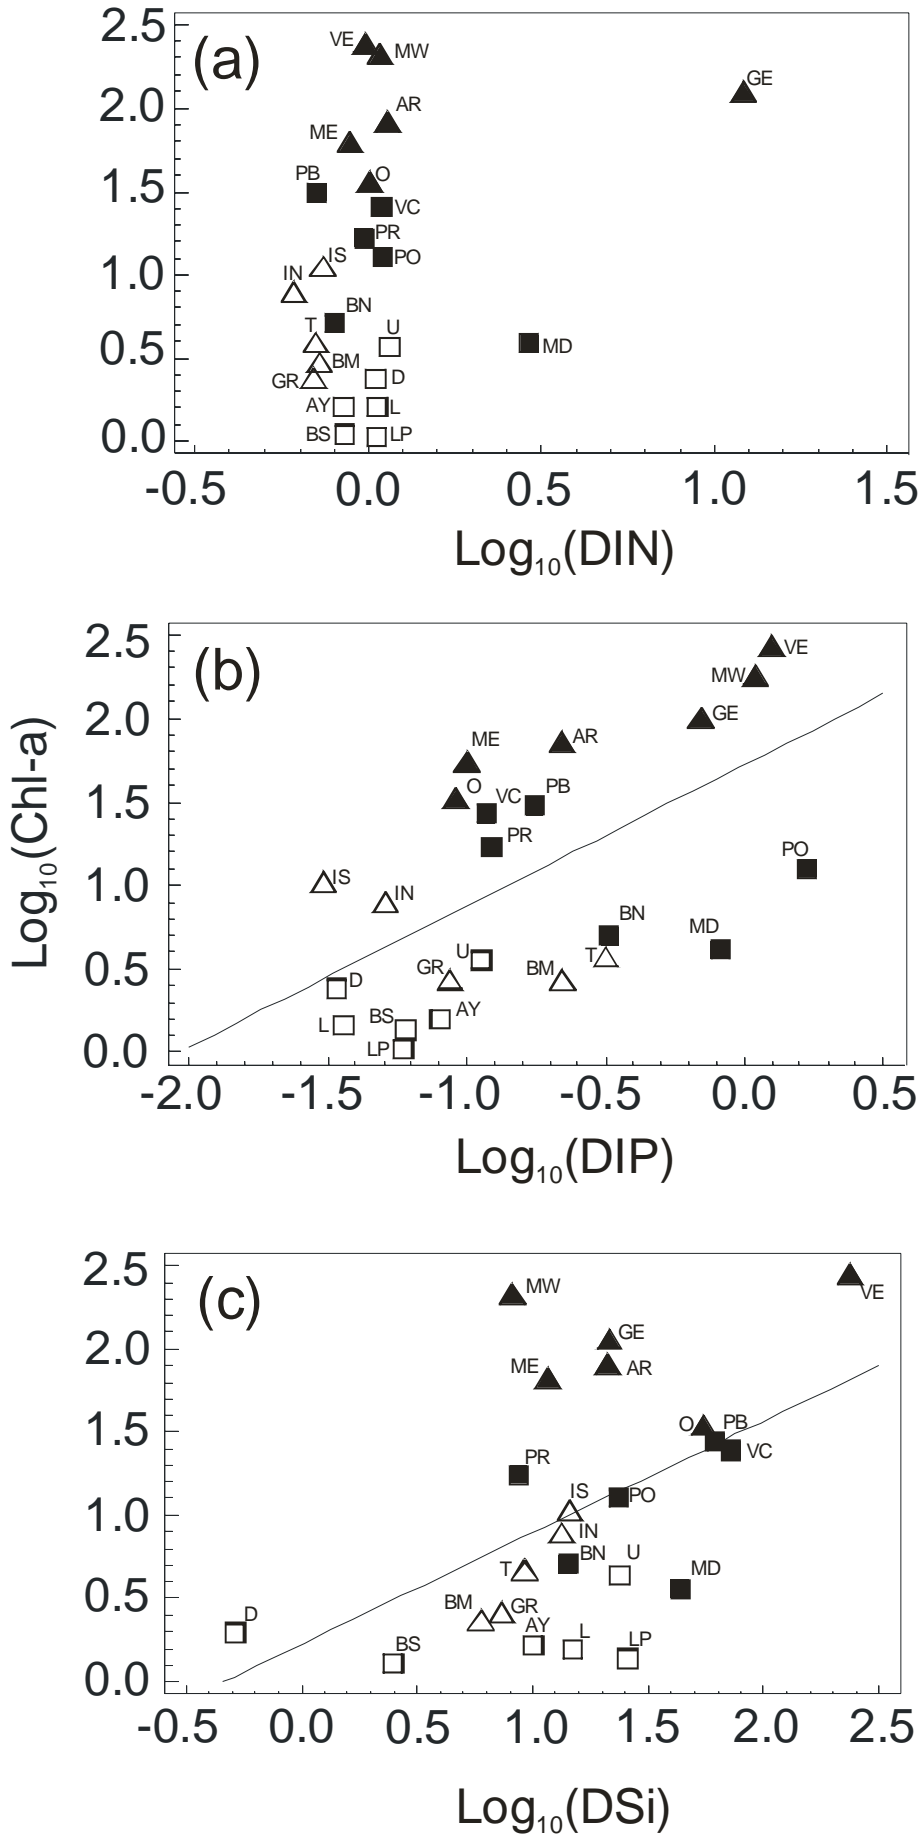 2.5
(a)
VE
MW
GE
2.0
AR
ME
PB
O
1.5
VC
PR
PO
IS
1.0
IN
BN
T
U
0.5
MD
BM
GR
D
AY
L
BS
LP
0.0
-0.5 0.0 0.5 1.0 1.5
Log10(DIN)
Log10(Chl-a)
2.5
(b)
VE
MW
GE
2.0
ME
AR
O
VC
PB
1.5
PR
PO
IS
1.0
IN
BN
MD
U
T
0.5
GR
BM
D
L
BS
AY
LP
0.0
-2.0 -1.5 -1.0 -0.5 0.0 0.5
Log10(DIP)
2.5
(c)
MW
VE
2.0
GE
ME
AR
O
PB
1.5
VC
PR
IS
PO
1.0
IN
BN
U
T
MD
0.5
BM
GR
D
AY
L
LP
BS
0.0
-0.5 0.0 0.5 1.0 1.5 2.0 2.5
Log10(DSi)